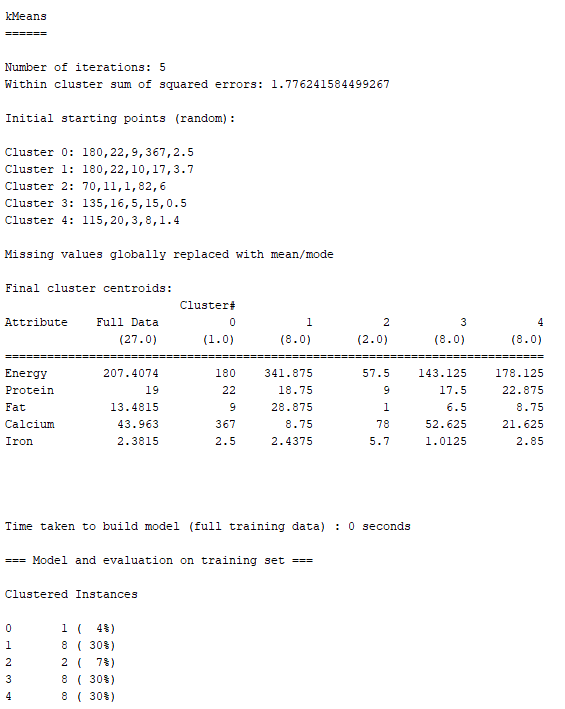 kMeans
======
Number of iterations: 5
Within cluster sum of squared errors: 1.776241584499267
Initial starting points (random):
Cluster 0: 180,22,9,367,2.5
Cluster 1: 180,22,10,17,3.7
Cluster 2: 70,11,1,82,6
Cluster 3: 135,16,5,15,0.5
Cluster 4: 115,20,3,8,1.4
Missing values globally replaced with mean/mode
Final cluster centroids:
Cluster#
Attribute    Full Data          0          1          2          3          4
(27.0)      (1.0)      (8.0)      (2.0)      (8.0)      (8.0)
==============================================================================
Energy        207.4074        180    341.875       57.5    143.125    178.125
Protein             19         22      18.75          9       17.5     22.875
Fat            13.4815          9     28.875          1        6.5       8.75
Calcium         43.963        367       8.75         78     52.625     21.625
Iron            2.3815        2.5     2.4375        5.7     1.0125       2.85
Time taken to build model (full training data) : 0 seconds
=== Model and evaluation on training set ===
Clustered Instances
0       1 (  4%)
1       8 ( 30%)
2       2 (  7%)
3       8 ( 30%)
4       8 ( 30%)